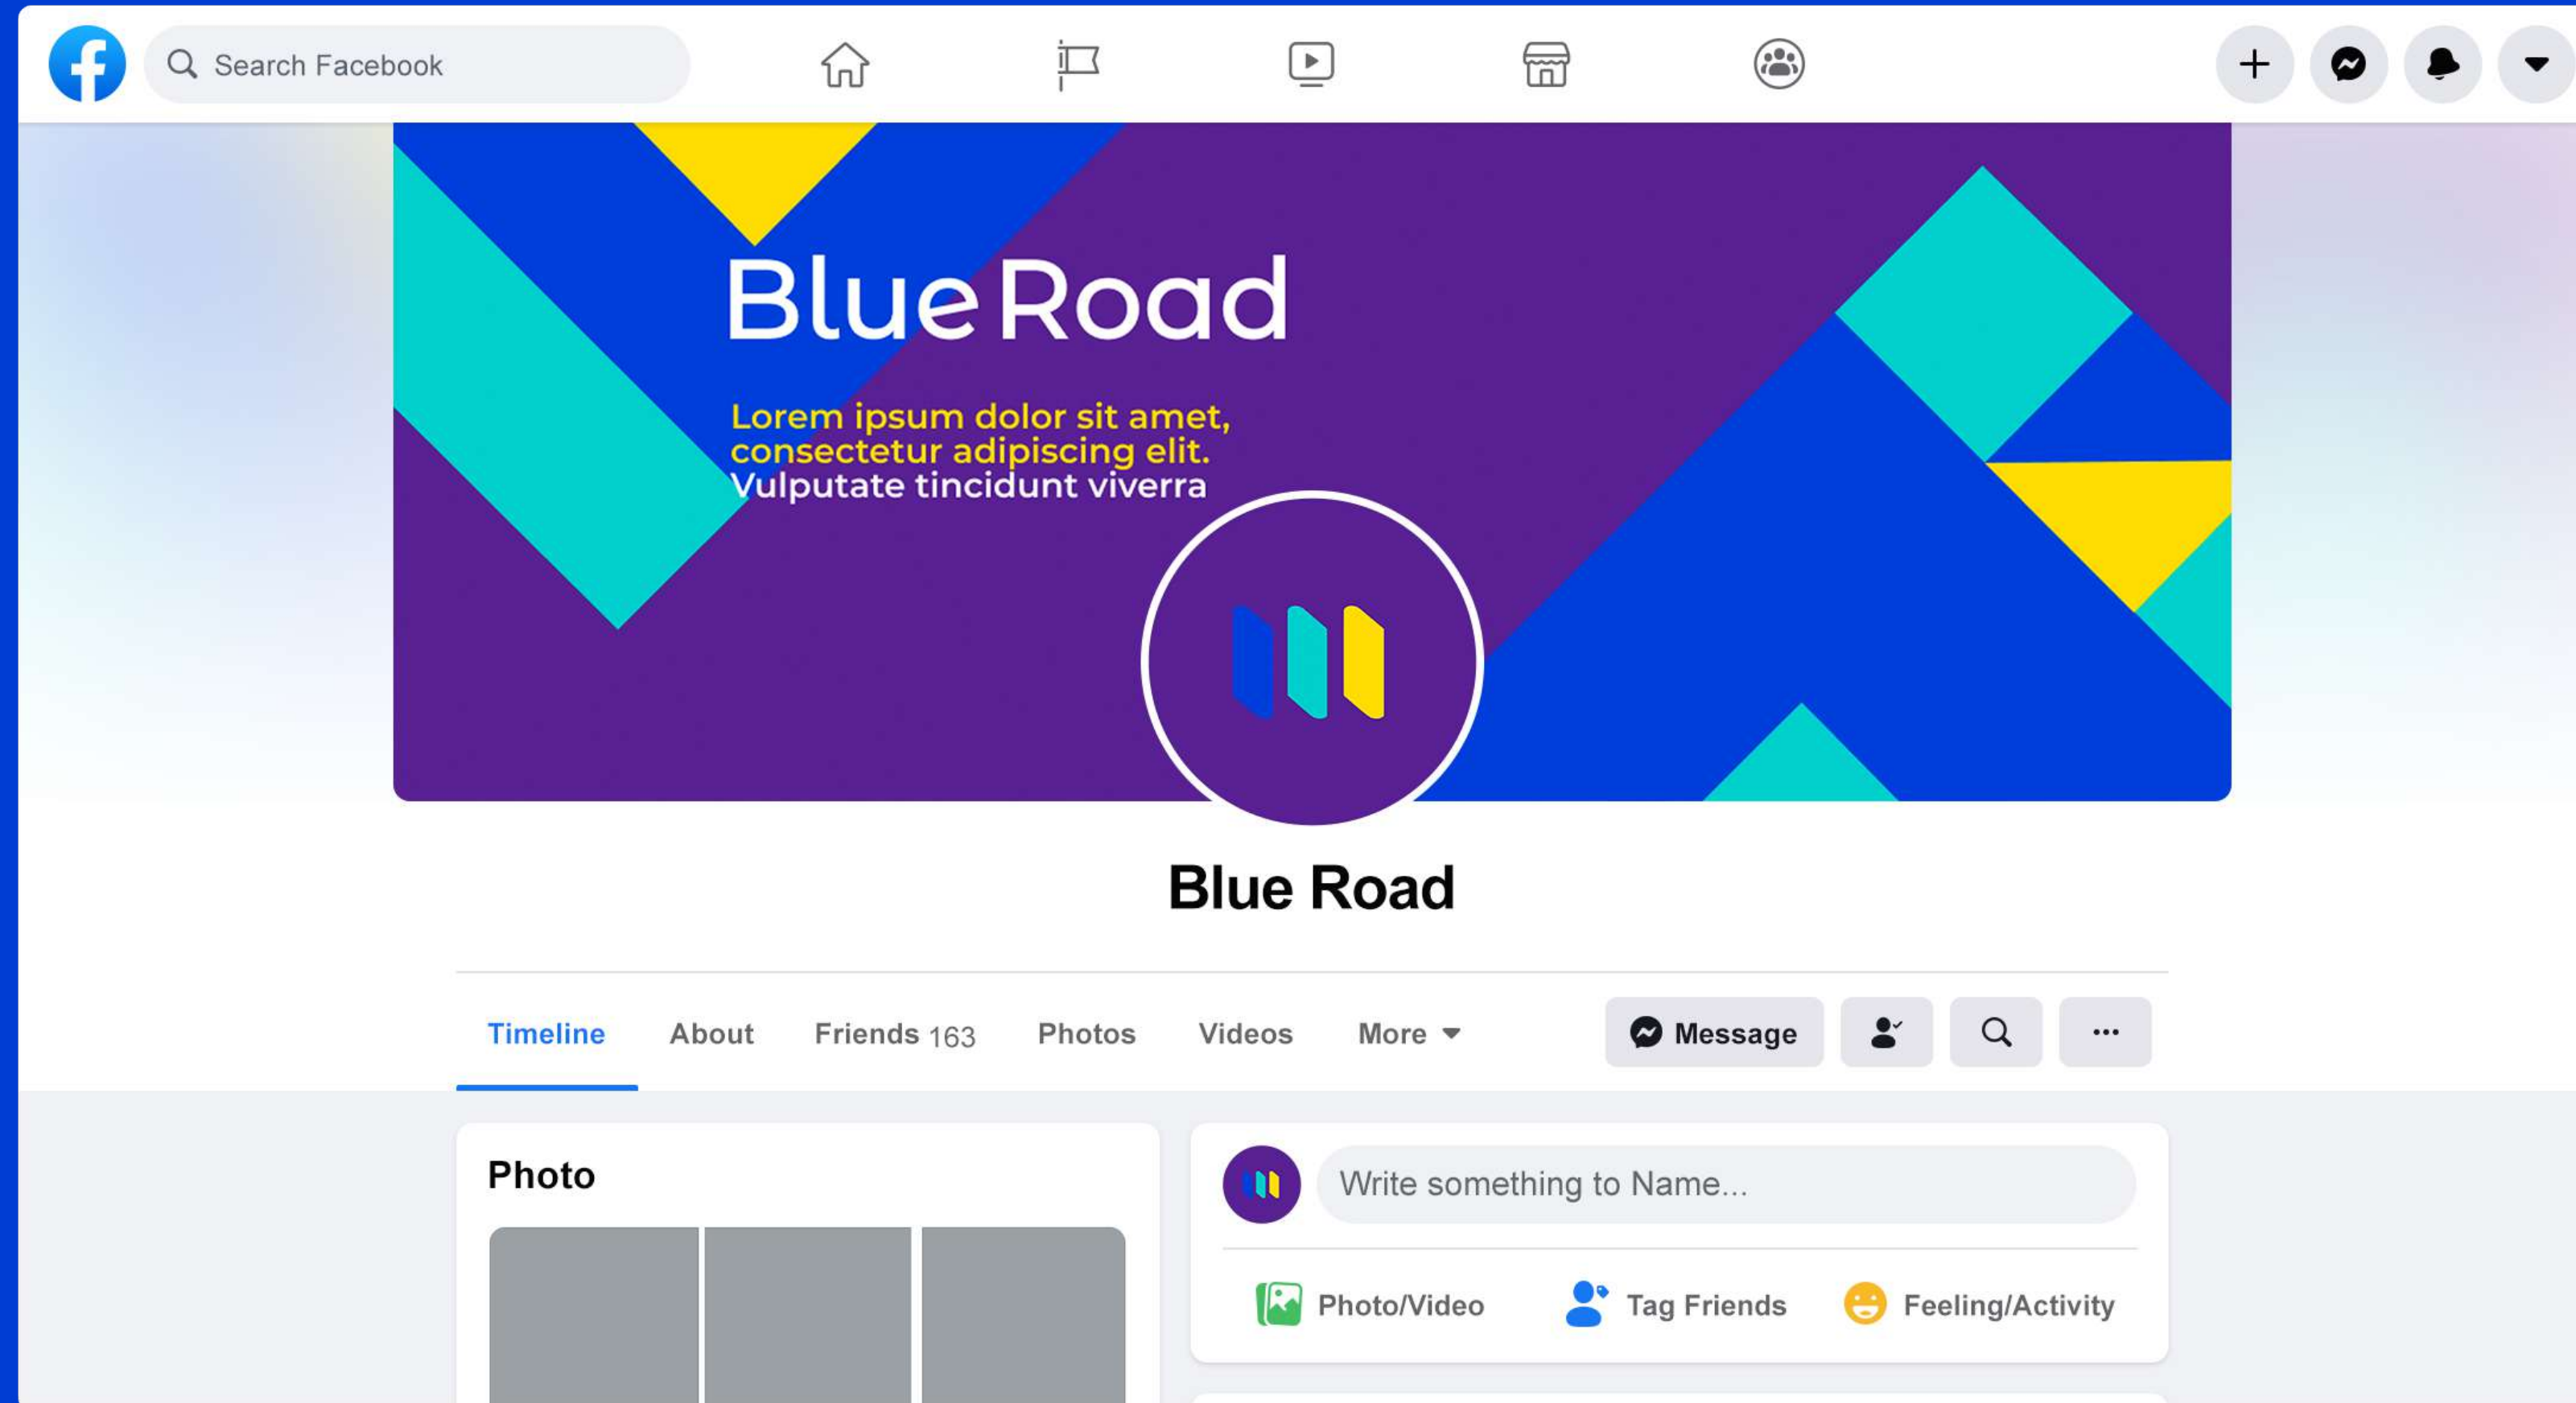 Search Facebook
Blue Road
Lorem ipsum dolor sit amet,
consectetur adipiscing elit.
Vulputate tincidunt viverra
Blue Road
Timeline About Friends 163 Photos Videos More Message
Photo
Write something to Name...
Photo/Video Tag Friends Feeling/Activity